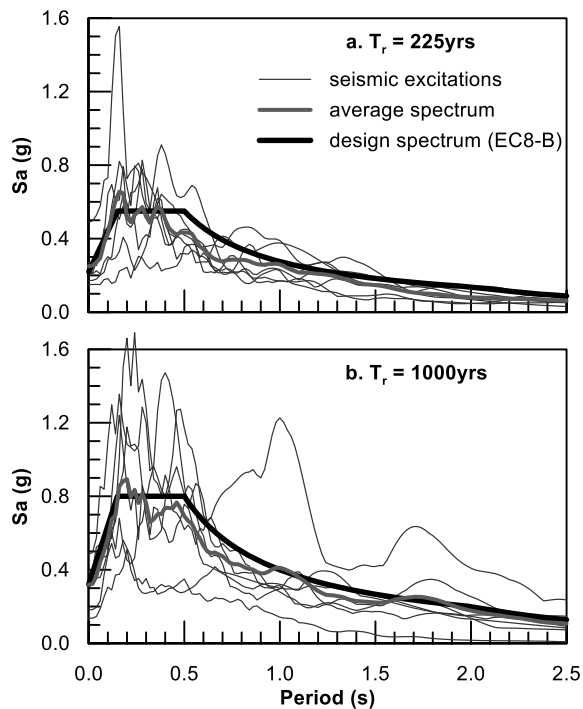 1.6
a. Tr = 225yrs
seismic excitations
1.2
average spectrum
design spectrum (EC8-B)
Sa (g)
0.8
0.4
0.0
1.6
b. Tr = 1000yrs
1.2
Sa (g)
0.8
0.4
0.0
0.0 0.5 1.0 1.5 2.0 2.5
Period (s)